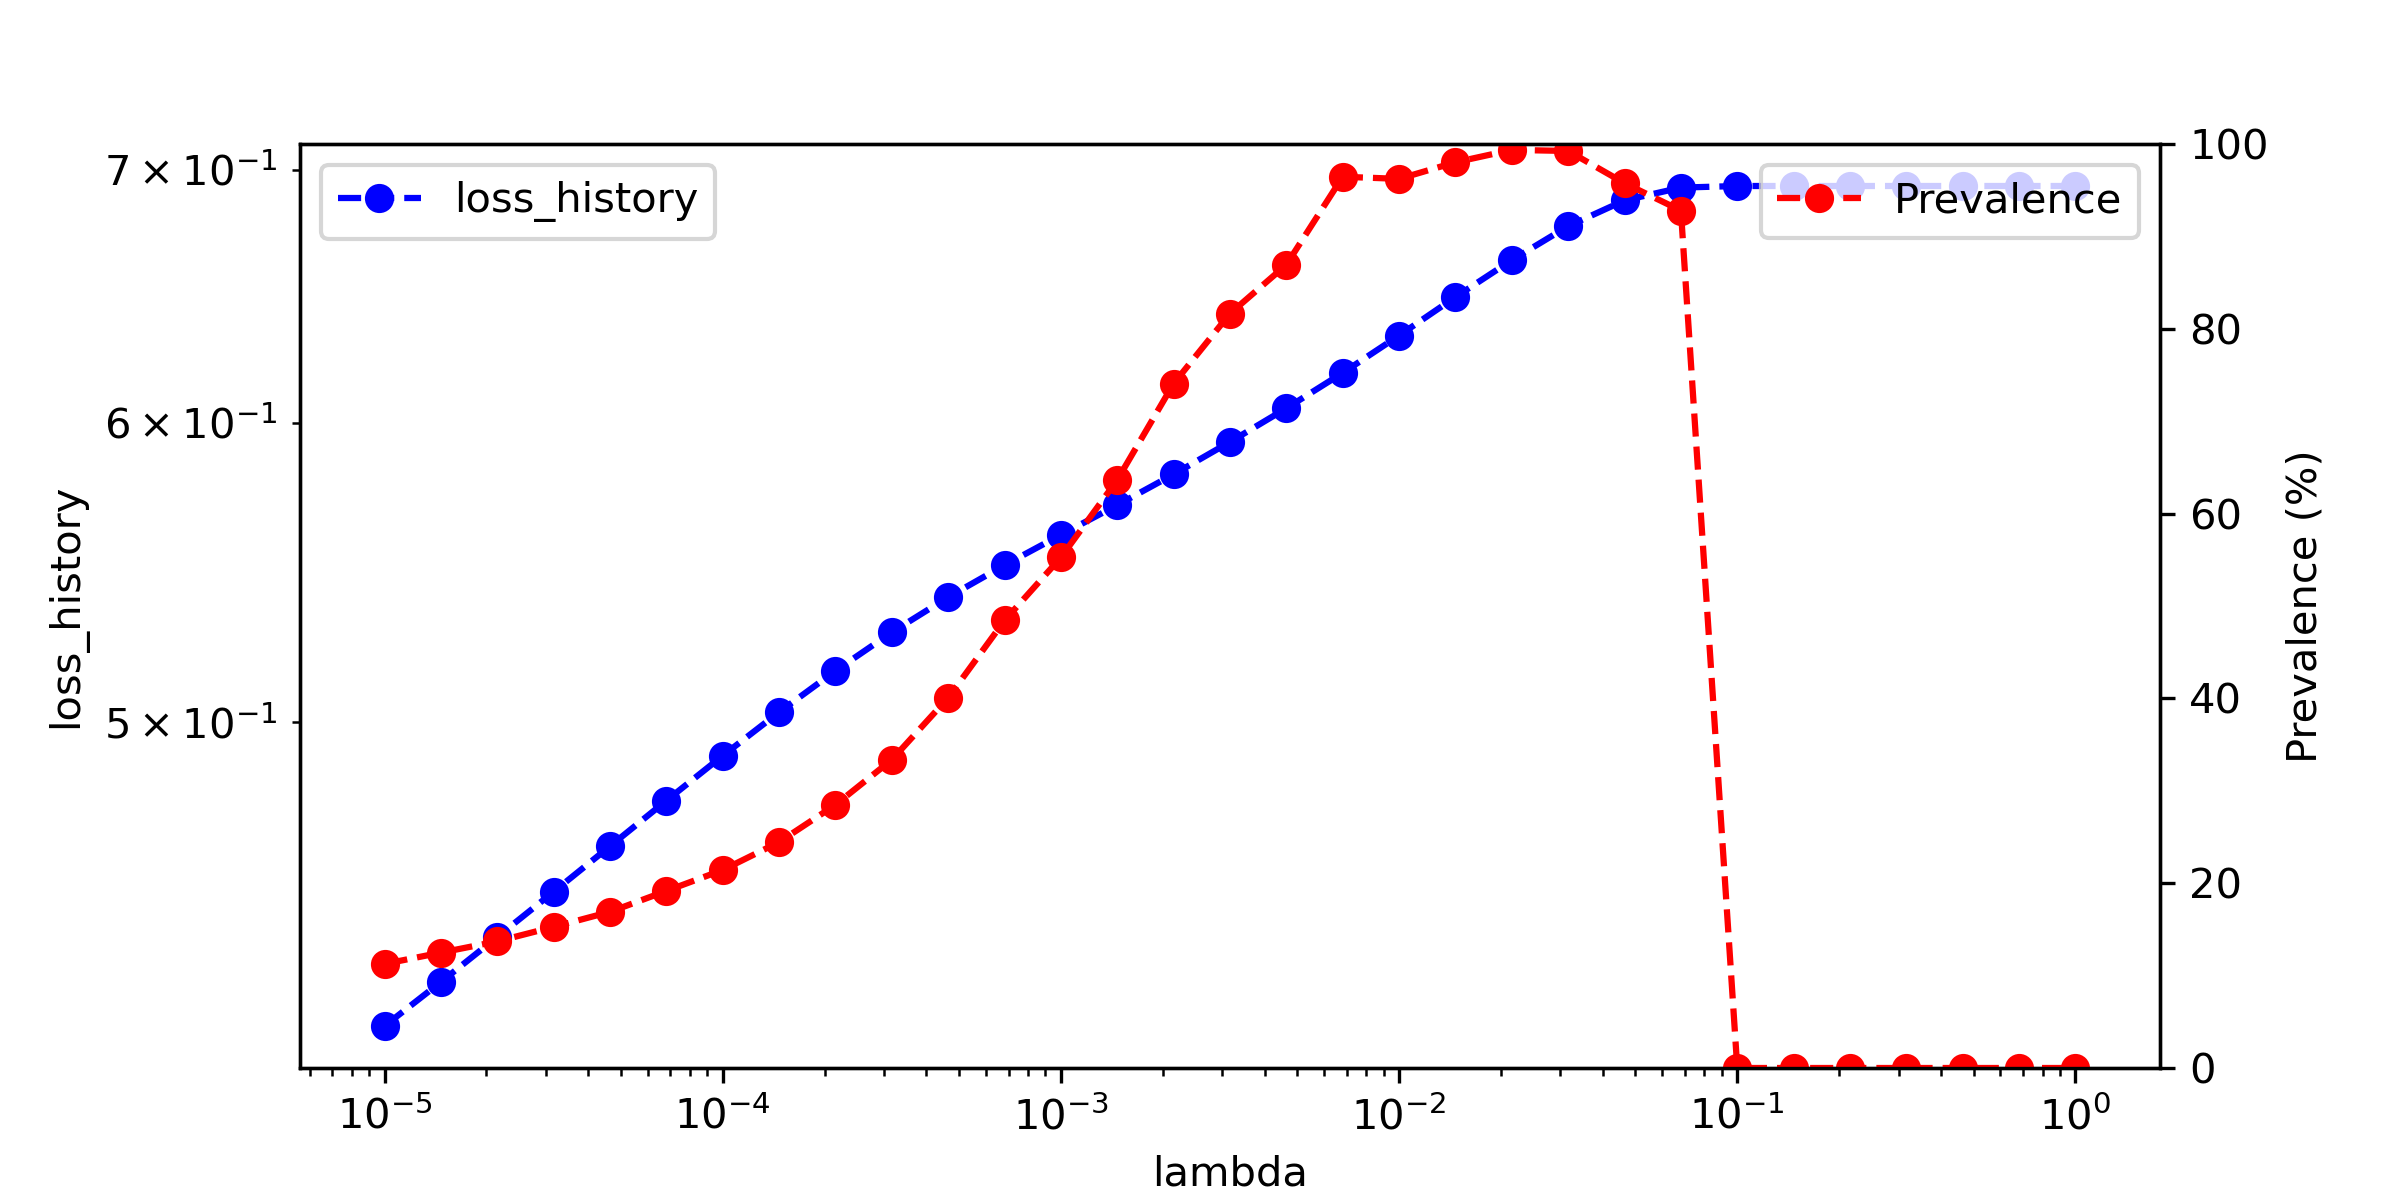 loss_history
Prevalence
7 × 10⁻¹
6 × 10⁻¹
5 × 10⁻¹
loss_history
100
80
60
40
20
0
Prevalence (%)
10⁻⁵
10⁻⁴
10⁻³
10⁻²
10⁻¹
10⁰
lambda